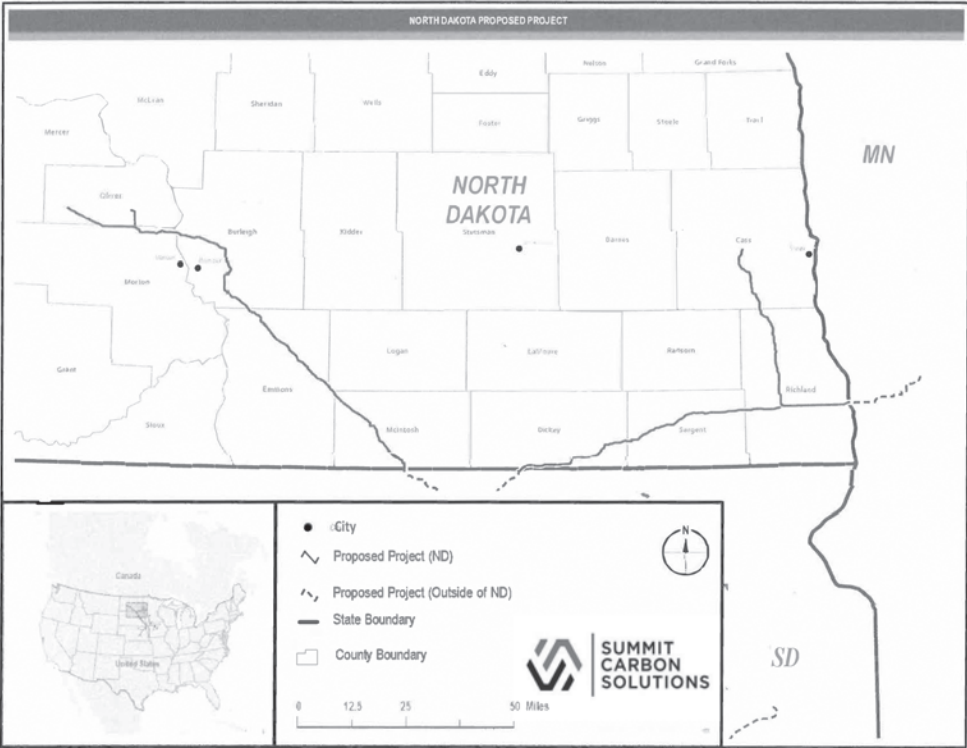 NORTH DAKOTA PROPOSED PROJECT
Eddy
Nelson
Grand Forks
McLean
Sheridan
Wells
Mercer
Foster
Griggs
Steele
Traill
MN
NORTH
DAKOTA
Oliver
Burleigh
Kidder
Stutsman
Barnes
Cass
Morton
Logan
LaMoure
Ransom
Grant
Emmons
Richland
Sioux
McIntosh
Dickey
Sargent
City
Proposed Project (ND)
Proposed Project (Outside of ND)
State Boundary
County Boundary
N
0 12.5 25 50 Miles
SUMMIT
CARBON
SOLUTIONS
Canada
United States
SD